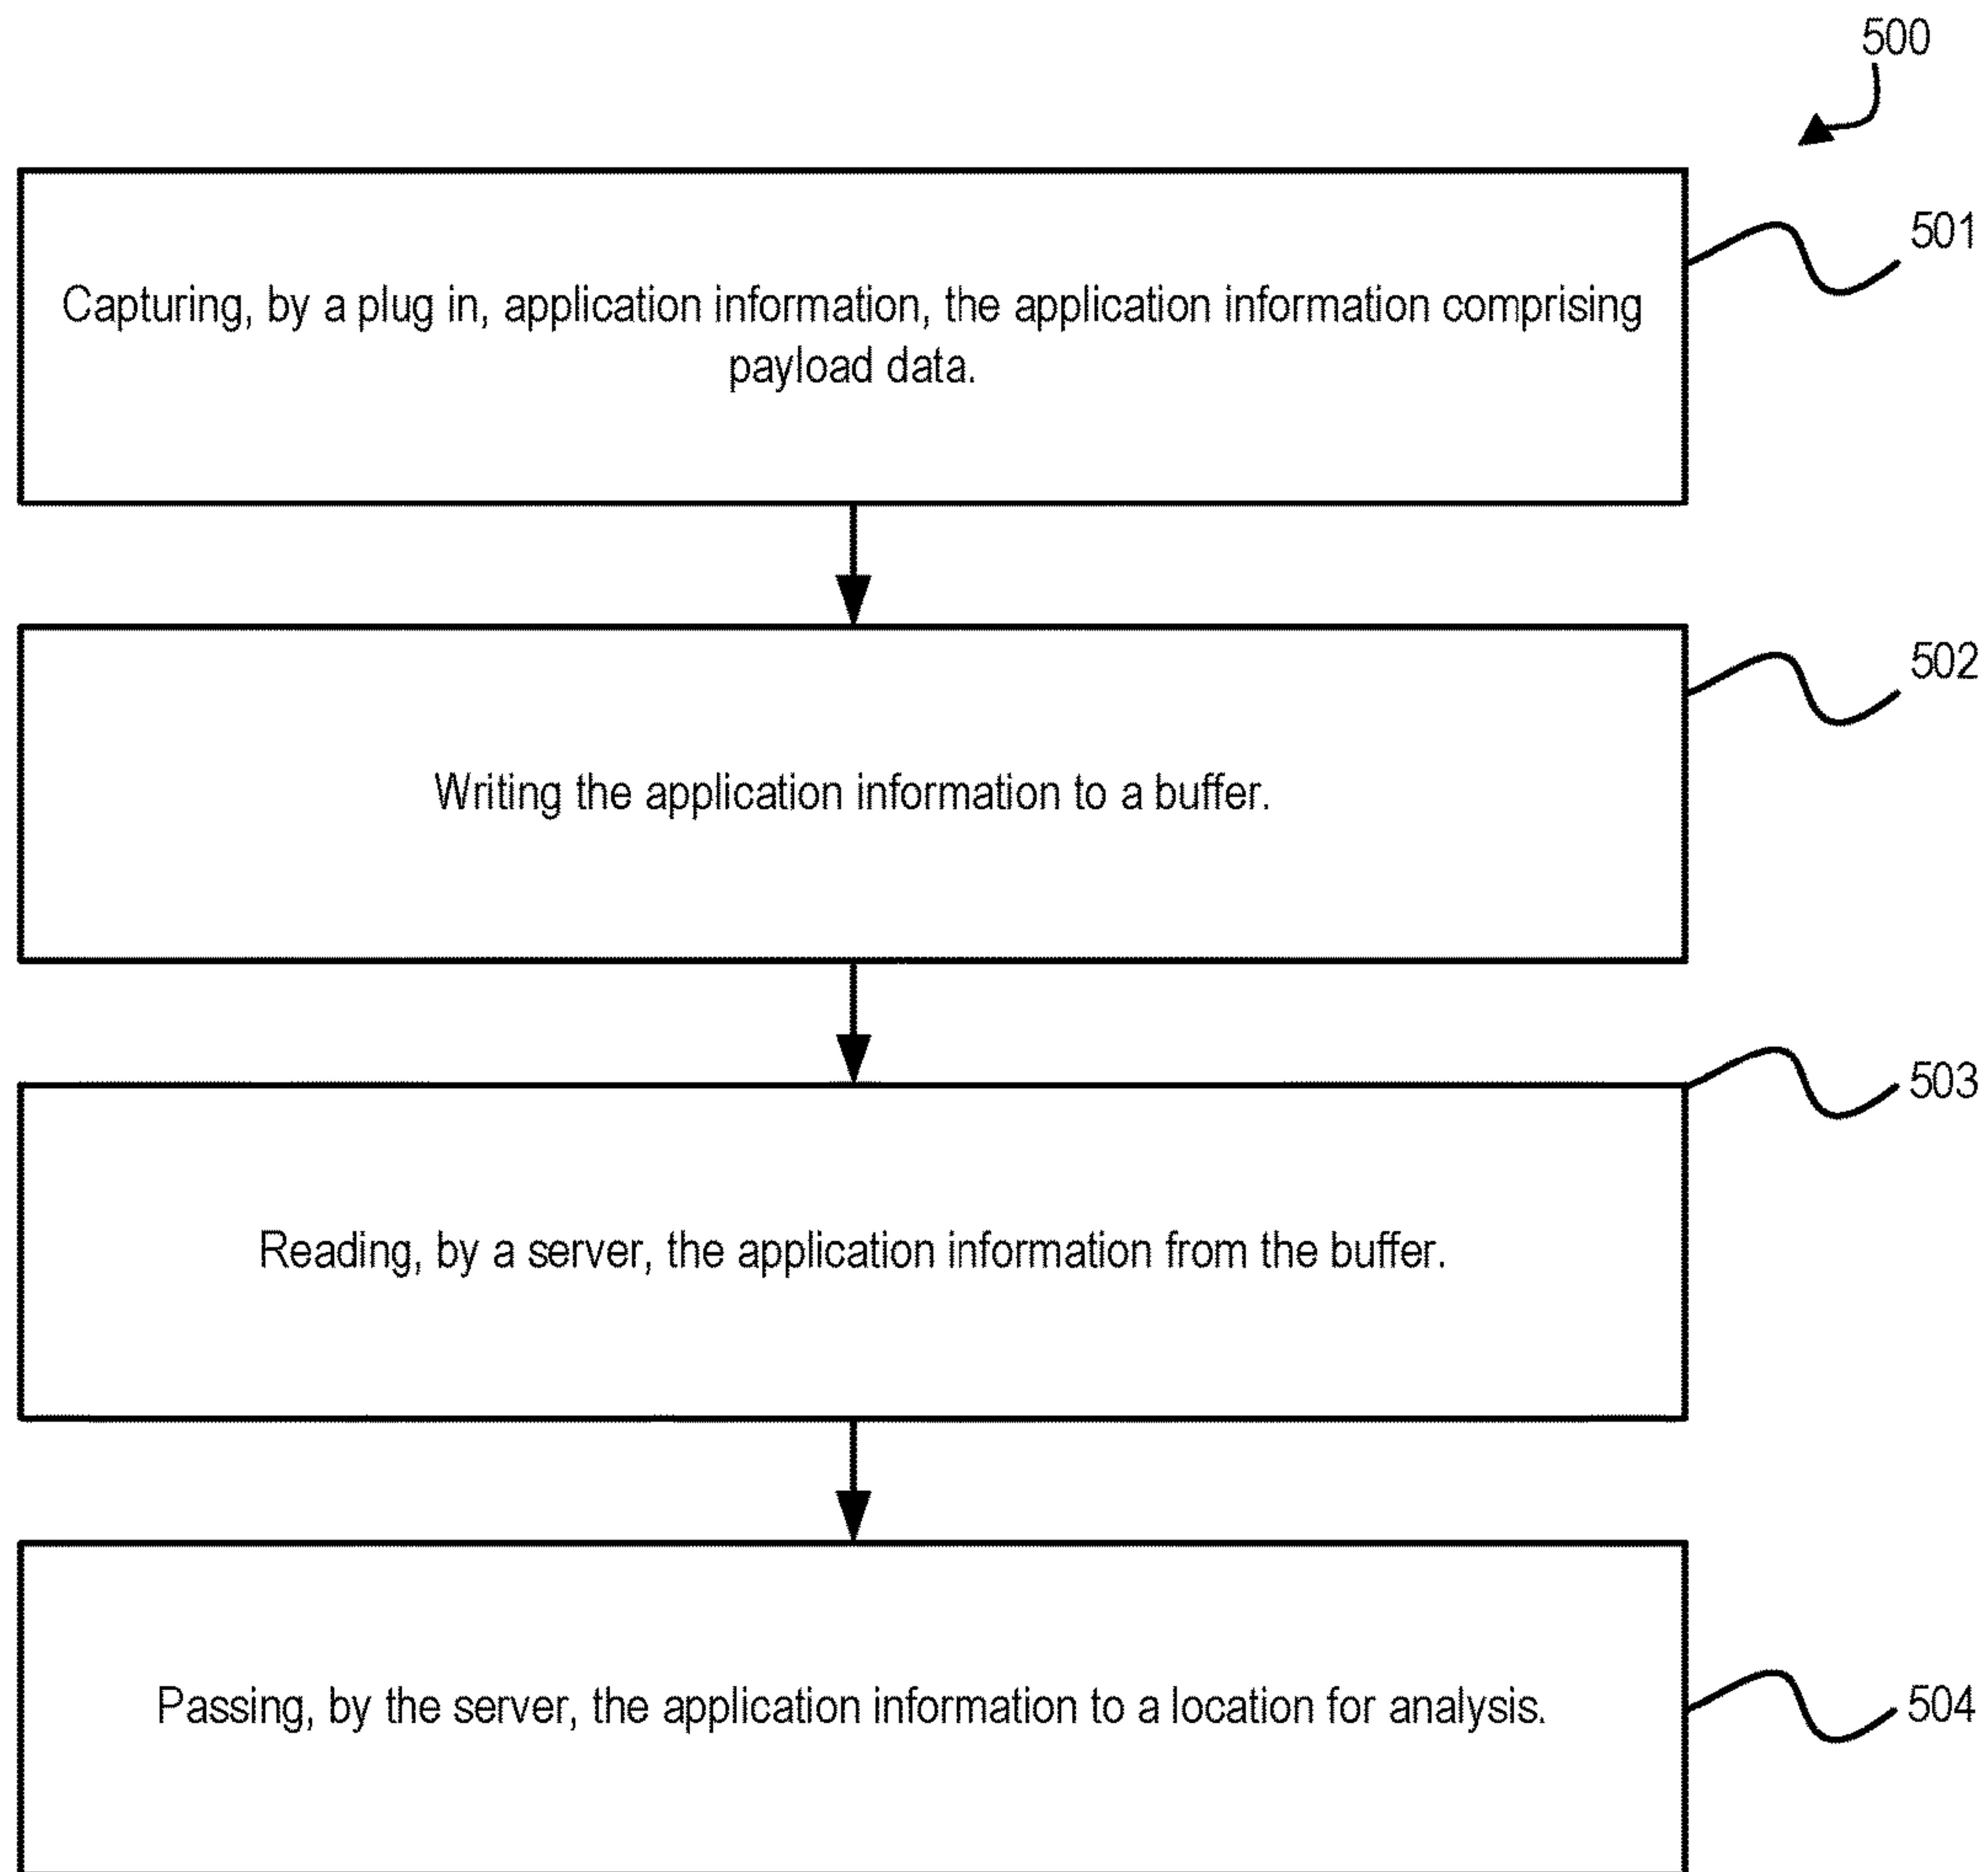 500
501
Capturing, by a plug in, application information, the application information comprising
payload data.
502
Writing the application information to a buffer.
503
Reading, by a server, the application information from the buffer.
504
Passing, by the server, the application information to a location for analysis.